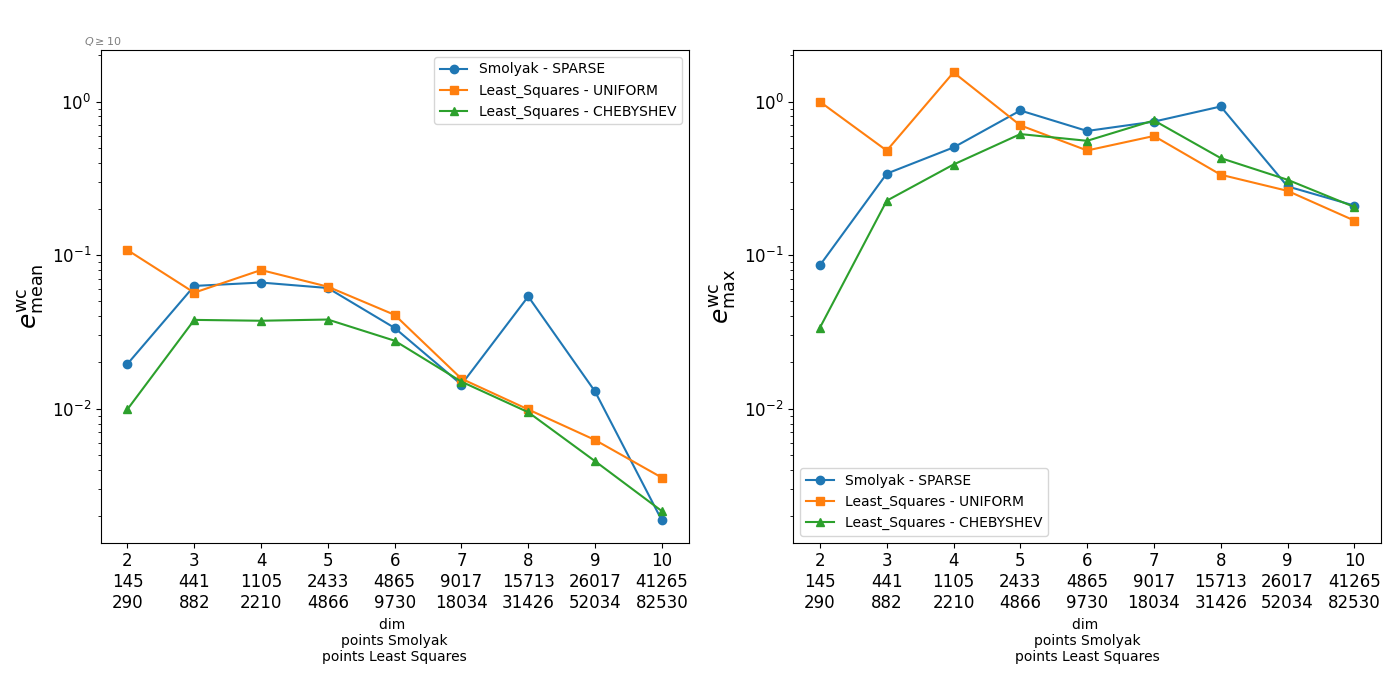 Q ≥ 10
Smolyak - SPARSE
Least_Squares - UNIFORM
Least_Squares - CHEBYSHEV
10^0
10^-1
10^-2
e^wc_mean
2 3 4 5 6 7 8 9 10
145 441 1105 2433 4865 9017 15713 26017 41265
290 882 2210 4866 9730 18034 31426 52034 82530
dim
points Smolyak
points Least Squares
10^0
10^-1
10^-2
e^wc_max
Smolyak - SPARSE
Least_Squares - UNIFORM
Least_Squares - CHEBYSHEV
2 3 4 5 6 7 8 9 10
145 441 1105 2433 4865 9017 15713 26017 41265
290 882 2210 4866 9730 18034 31426 52034 82530
dim
points Smolyak
points Least Squares